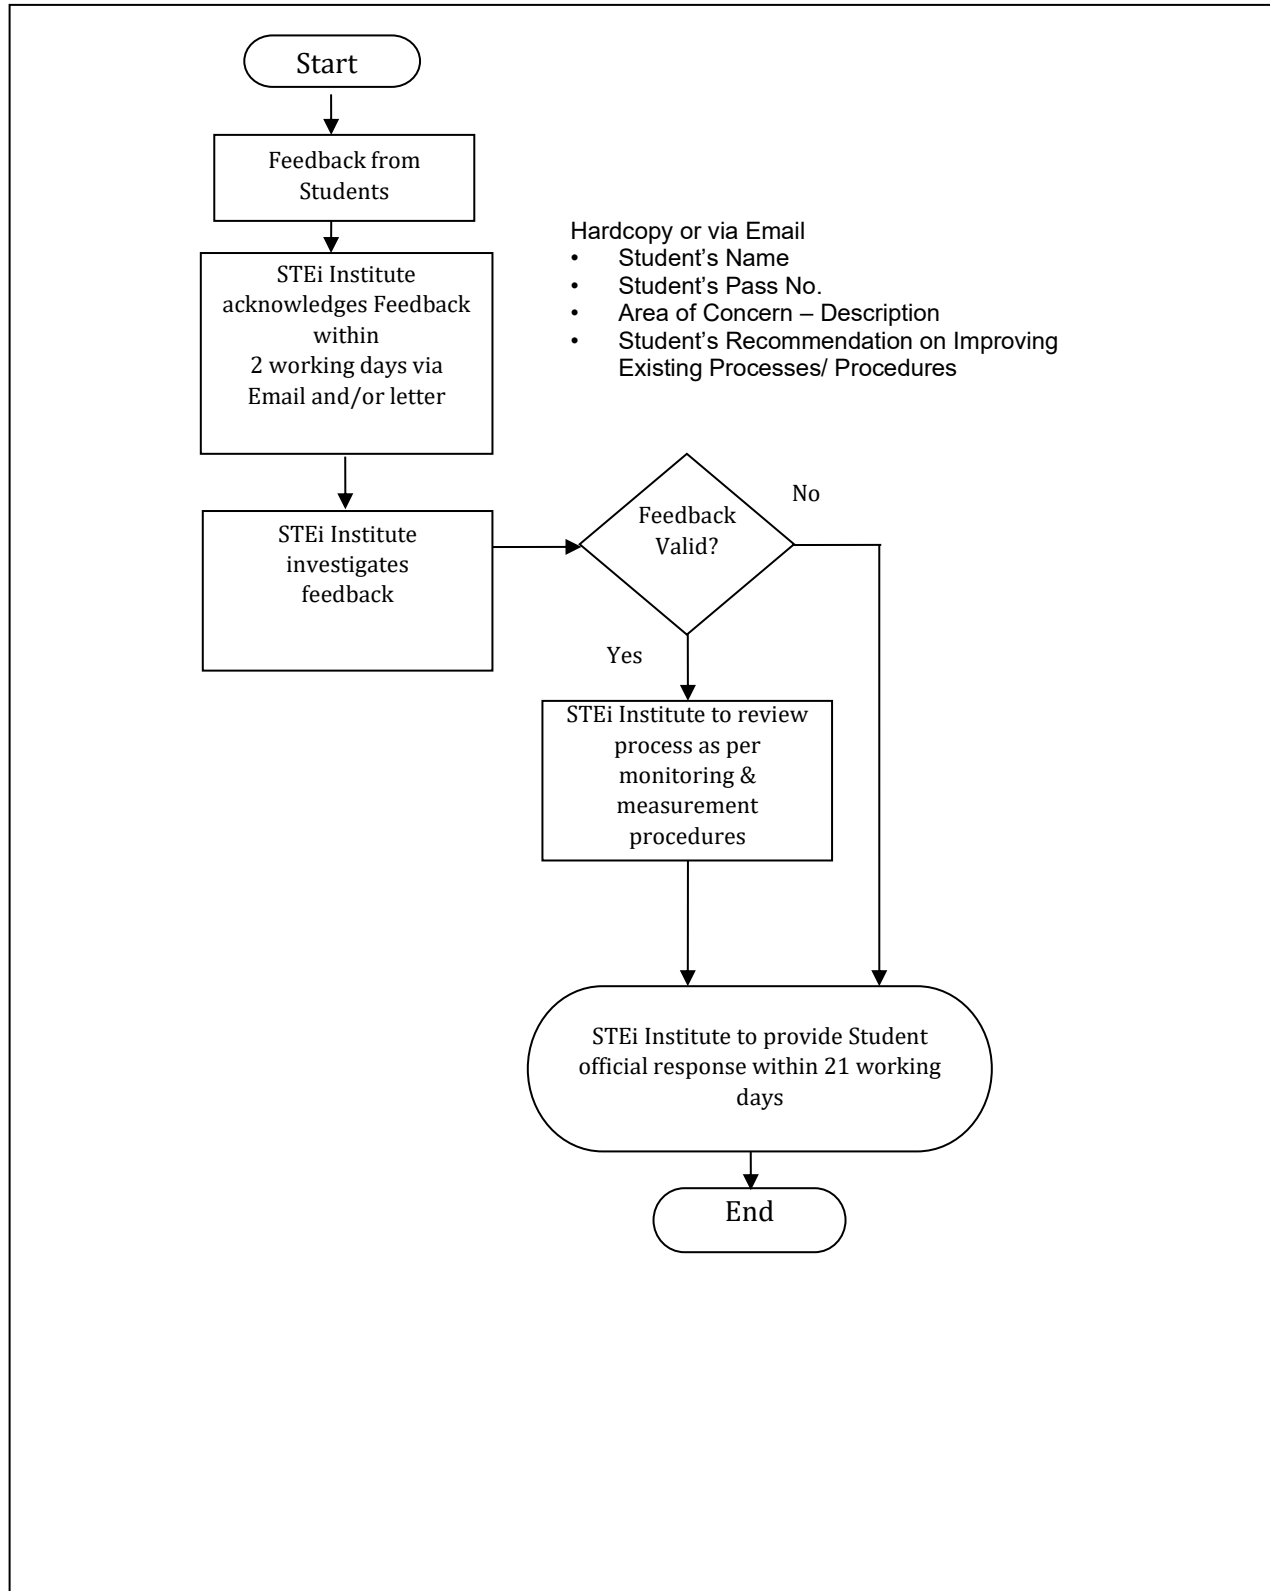 Start
Feedback from
Students
STEi Institute
acknowledges Feedback
within
2 working days via
Email and/or letter
Hardcopy or via Email
• Student’s Name
• Student’s Pass No.
• Area of Concern – Description
• Student’s Recommendation on Improving
Existing Processes/ Procedures
STEi Institute
investigates
feedback
Feedback
Valid?
No
Yes
STEi Institute to review
process as per
monitoring &
measurement
procedures
STEi Institute to provide Student
official response within 21 working
days
End